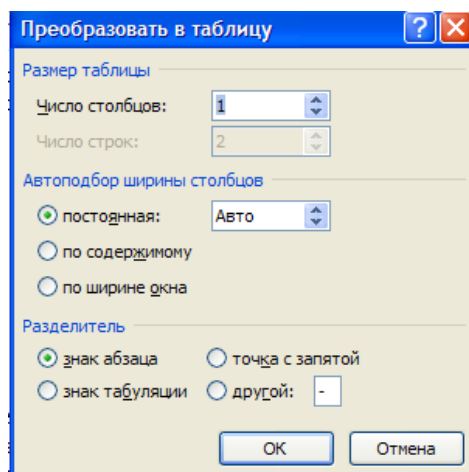 Преобразовать в таблицу
Размер таблицы
Число столбцов: 1
Число строк: 2
Автоподбор ширины столбцов
постоянная: Авто
по содержимому
по ширине окна
Разделитель
знак абзаца точка с запятой
знак табуляции другой: -
ОК Отмена